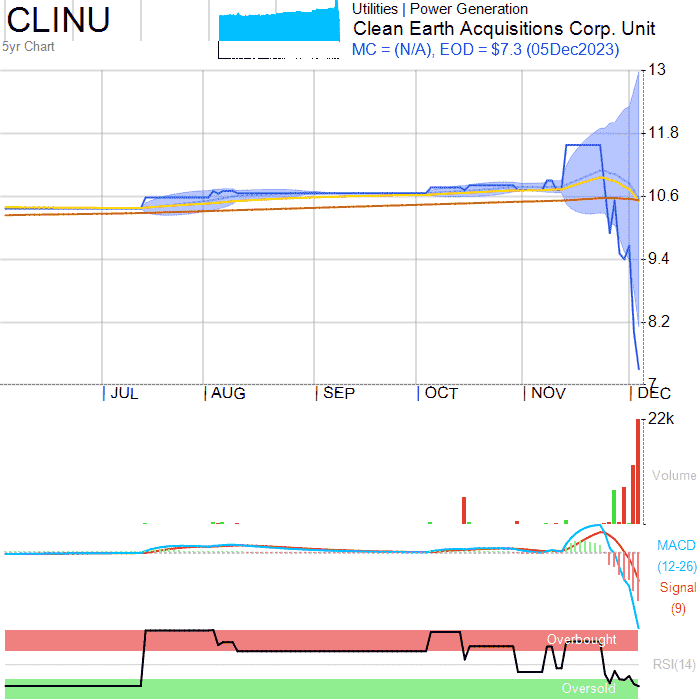 CLINU
5yr Chart
Utilities | Power Generation
Clean Earth Acquisitions Corp. Unit
MC = (N/A), EOD = $7.3 (05Dec2023)
13
11.8
10.6
9.4
8.2
7
JUL AUG SEP OCT NOV DEC
22k
Volume
MACD
(12-26)
Signal
(9)
Overbought
RSI(14)
Oversold